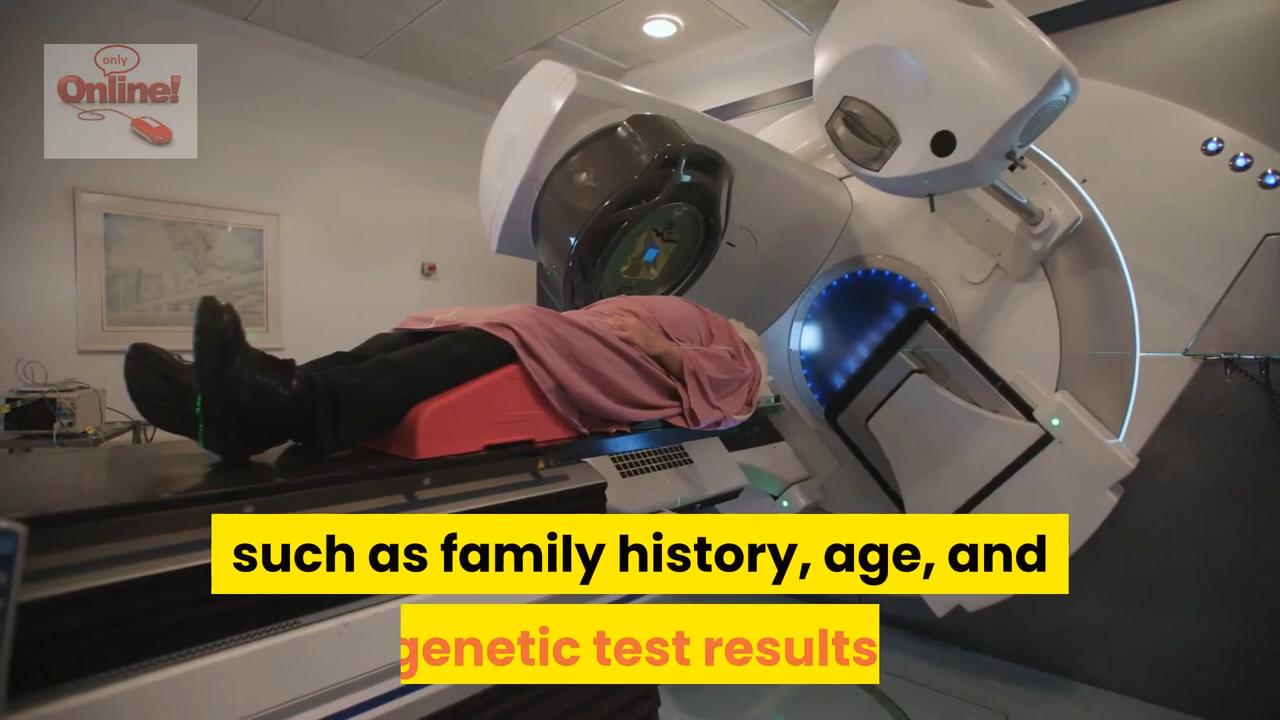 only
Online!
such as family history, age, and
genetic test results